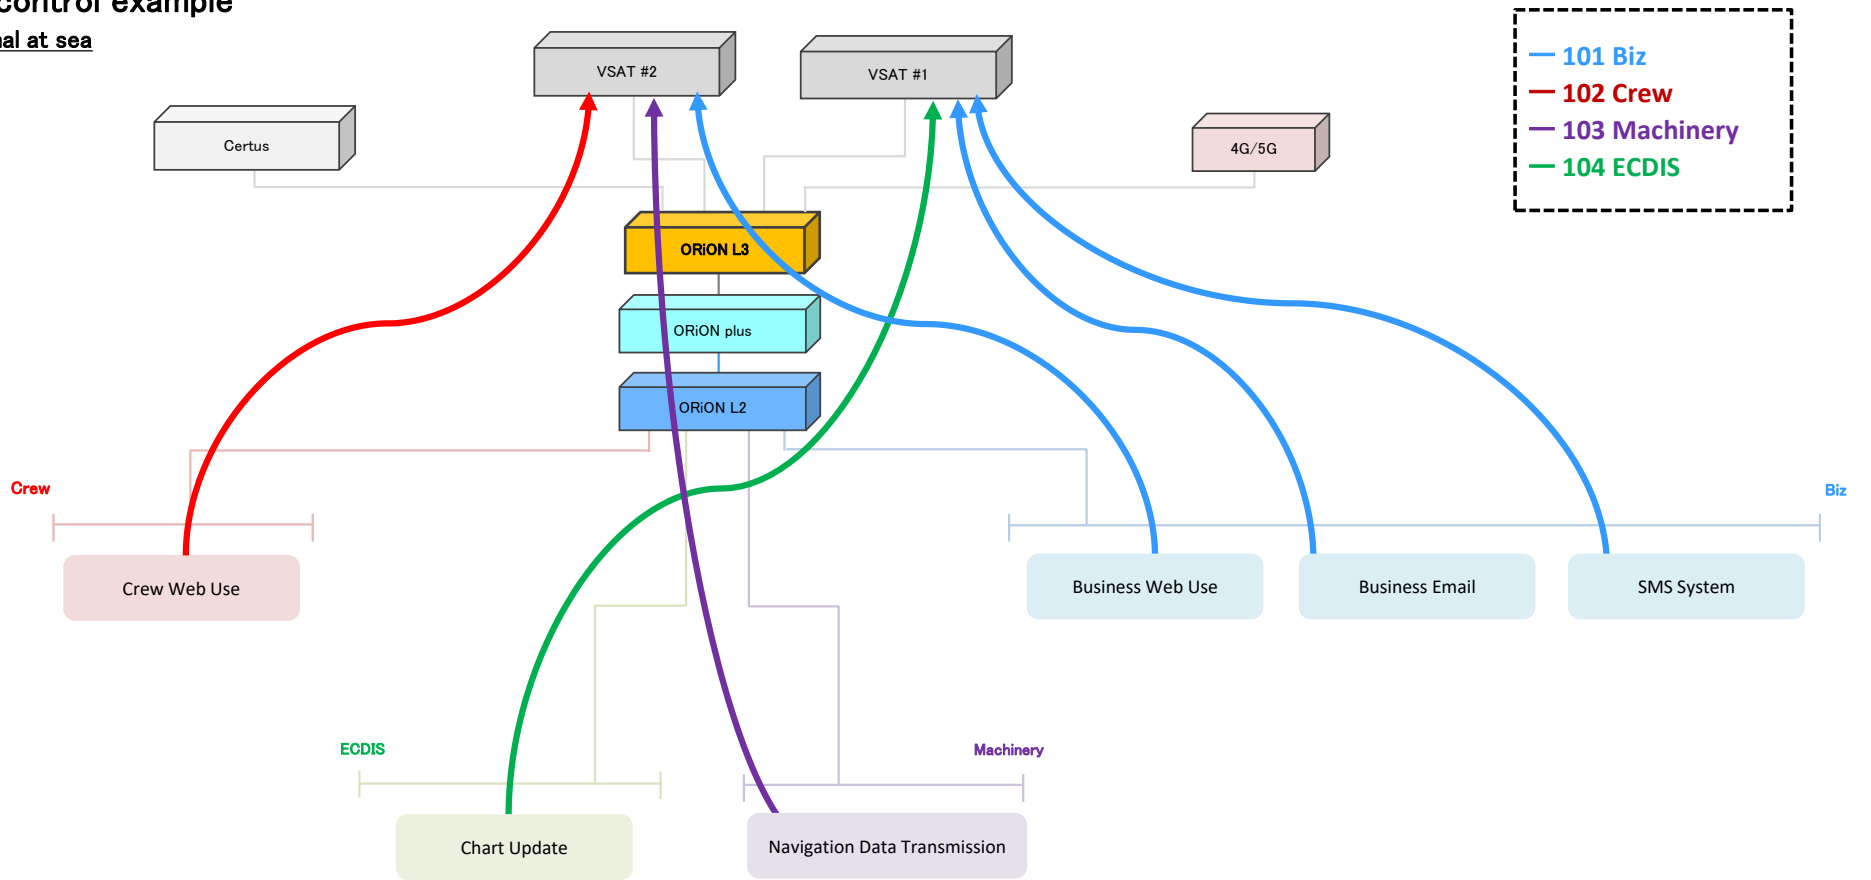 control example
al at sea
VSAT #2
VSAT #1
Certus
4G/5G
101 Biz
102 Crew
103 Machinery
104 ECDIS
ORiON L3
ORiON plus
ORiON L2
Crew
Biz
Crew Web Use
Business Web Use
Business Email
SMS System
ECDIS
Machinery
Chart Update
Navigation Data Transmission